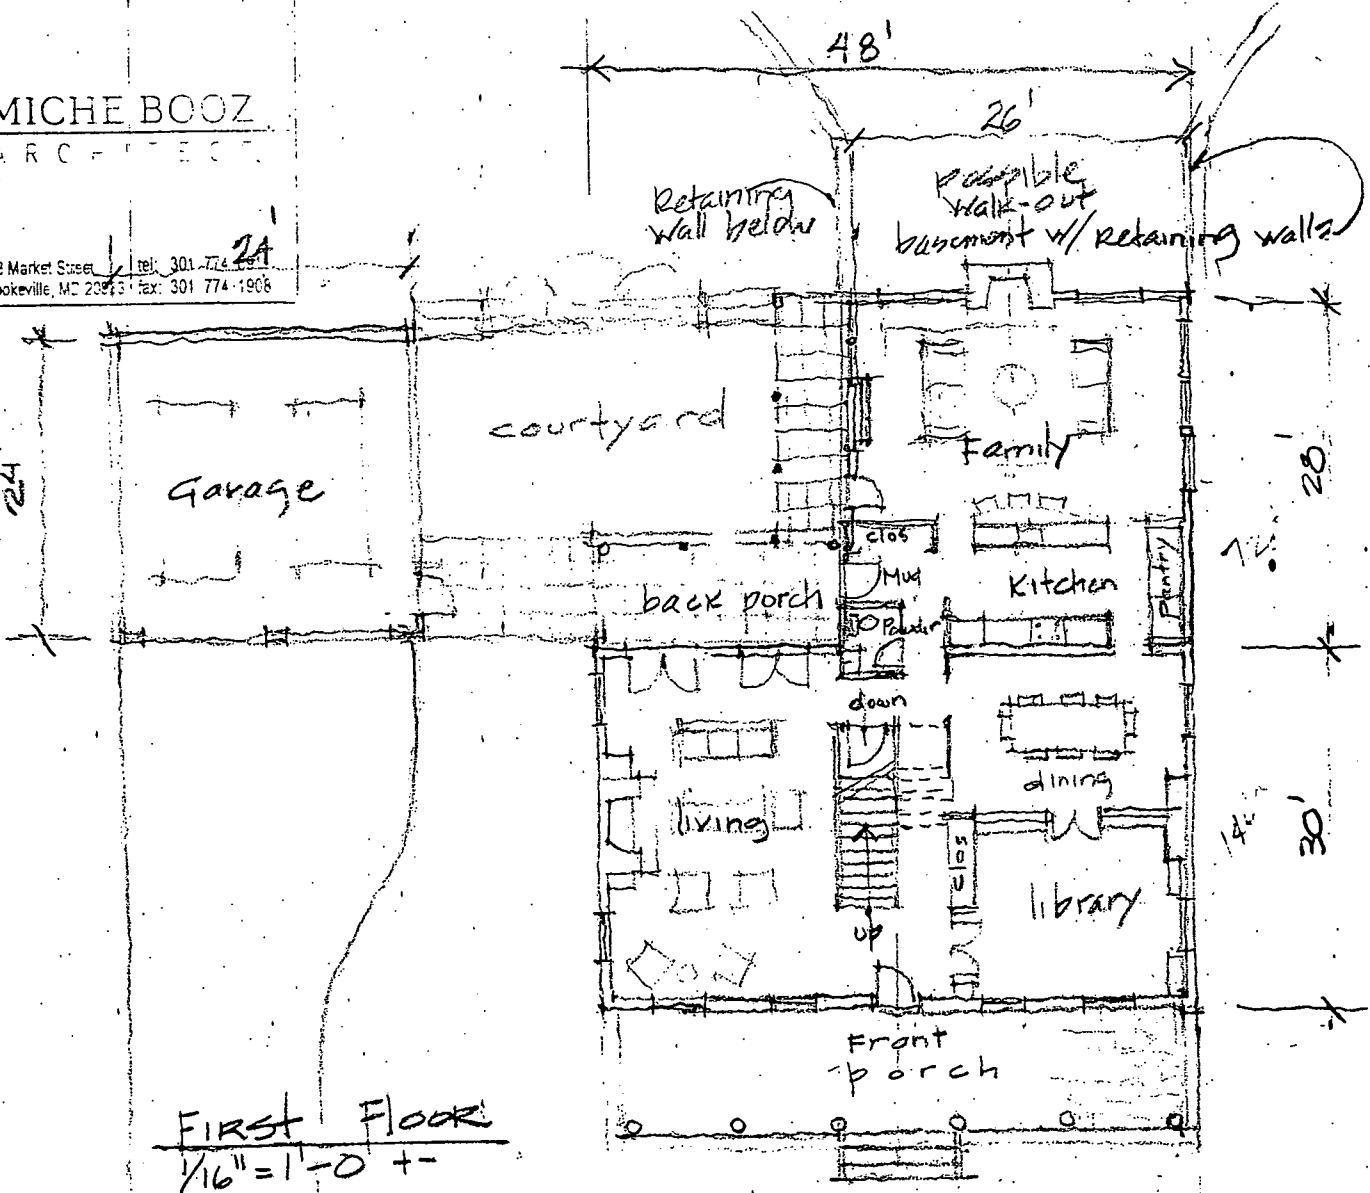 MICHE BOOZ
ARCHITECT
Market Street tel: 301 774
fax: 301 774-1908
24'
48'
26'
Retaining
wall below
possible
walk-out
basement w/ Retaining walls
24'
courtyard
Garage
Family
28'
clos
Mud
Kitchen
Pantry
back porch
Powder
down
dining
living
clos
library
14'
30'
up
Front
porch
FIRST FLOOR
1/16" = 1'-0 +-